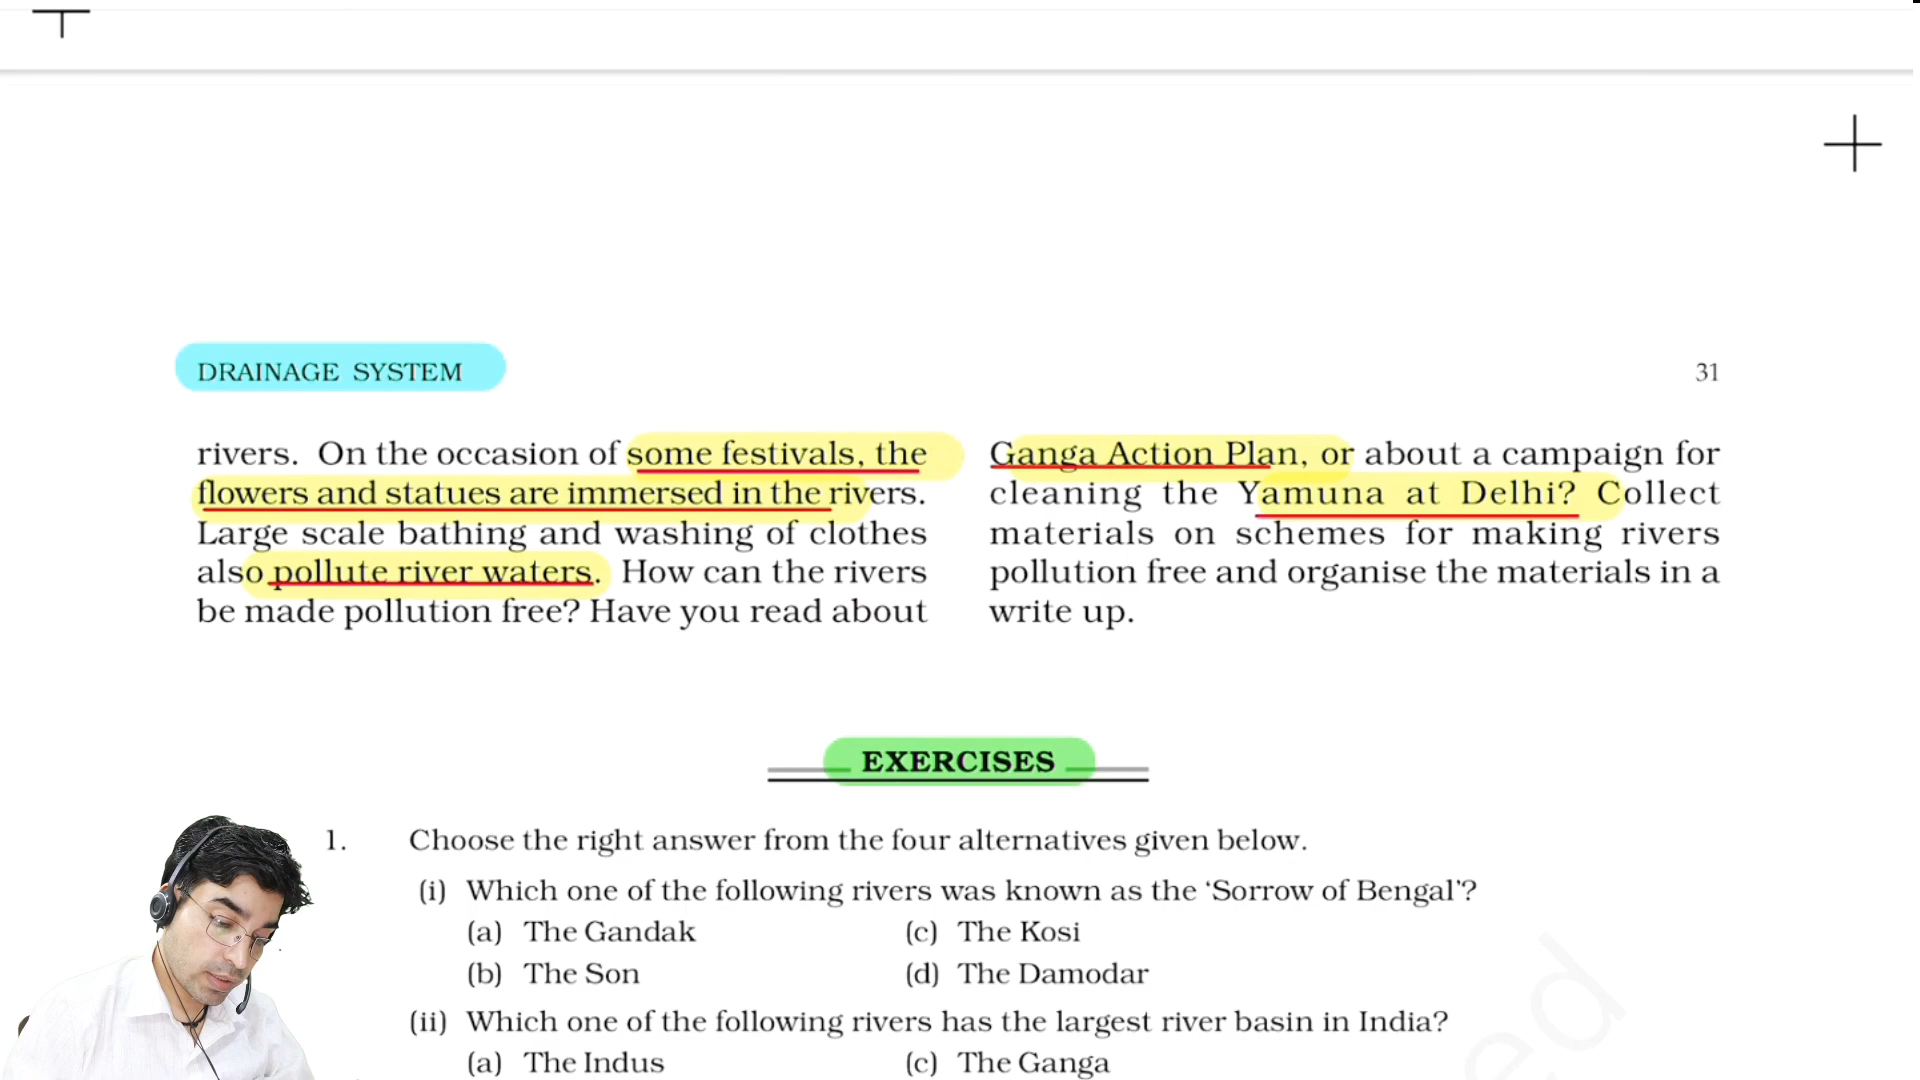 DRAINAGE SYSTEM
31
rivers. On the occasion of some festivals, the
flowers and statues are immersed in the rivers.
Large scale bathing and washing of clothes
also pollute river waters. How can the rivers
be made pollution free? Have you read about
Ganga Action Plan, or about a campaign for
cleaning the Yamuna at Delhi? Collect
materials on schemes for making rivers
pollution free and organise the materials in a
write up.
EXERCISES
1. Choose the right answer from the four alternatives given below.
(i) Which one of the following rivers was known as the ‘Sorrow of Bengal’?
(a) The Gandak (c) The Kosi
(b) The Son (d) The Damodar
(ii) Which one of the following rivers has the largest river basin in India?
(a) The Indus (c) The Ganga